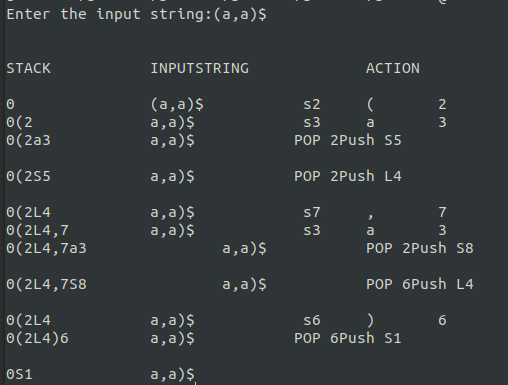 Enter the input string:(a,a)$
STACK INPUTSTRING ACTION
0 (a,a)$ s2 ( 2
0(2 a,a)$ s3 a 3
0(2a3 a,a)$ POP 2Push S5
0(2S5 a,a)$ POP 2Push L4
0(2L4 a,a)$ s7 , 7
0(2L4,7 a,a)$ s3 a 3
0(2L4,7a3 a,a)$ POP 2Push S8
0(2L4,7S8 a,a)$ POP 6Push L4
0(2L4 a,a)$ s6 ) 6
0(2L4)6 a,a)$ POP 6Push S1
0S1 a,a)$